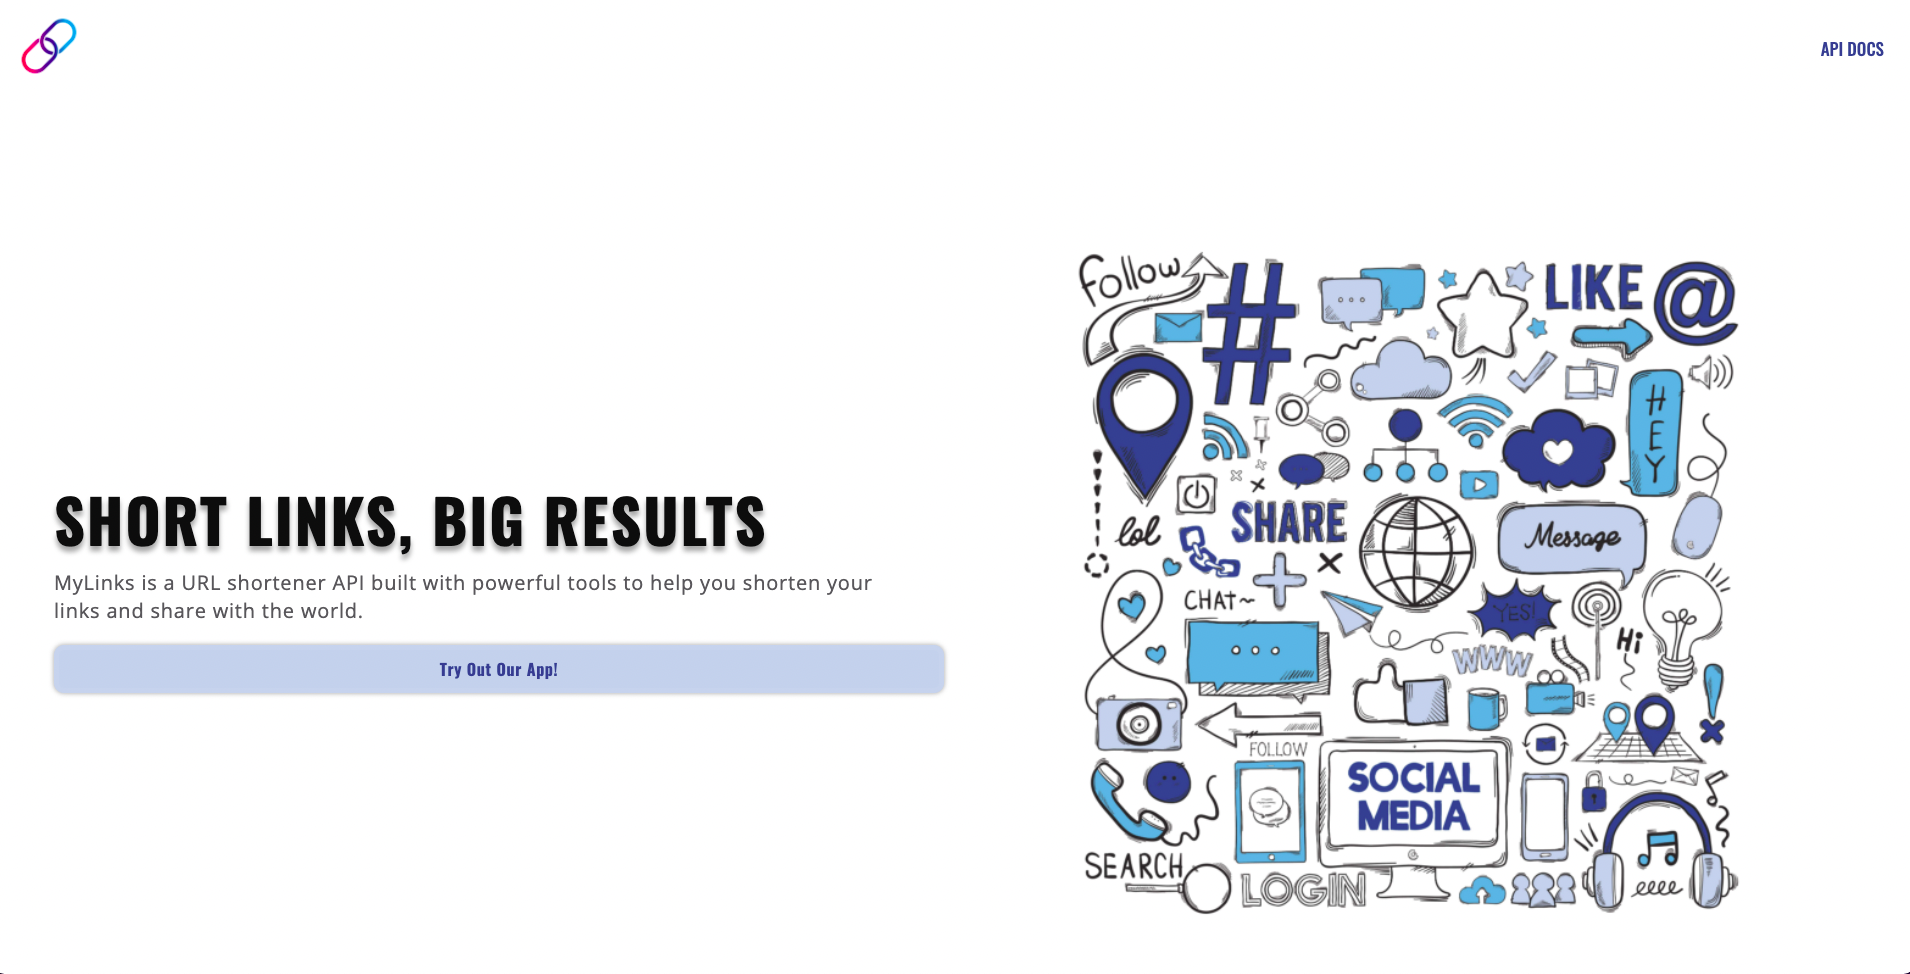 API DOCS
SHORT LINKS, BIG RESULTS
MyLinks is a URL shortener API built with powerful tools to help you shorten your
links and share with the world.
Try Out Our App!
Follow
#
LIKE
@
HEY
lol
SHARE
Message
CHAT~
YES!
Hi
WWW
FOLLOW
SOCIAL
MEDIA
SEARCH
LOGIN